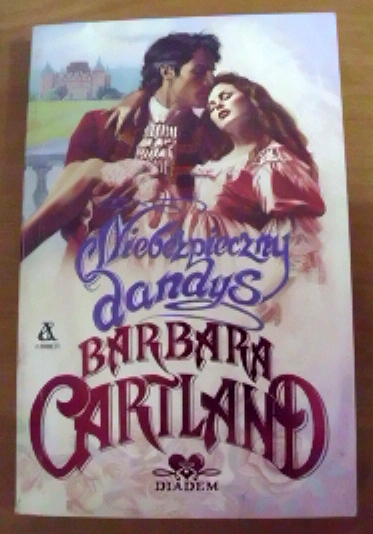 Niebezpieczny
dandys
BARBARA
CARTLAND
DIADEM